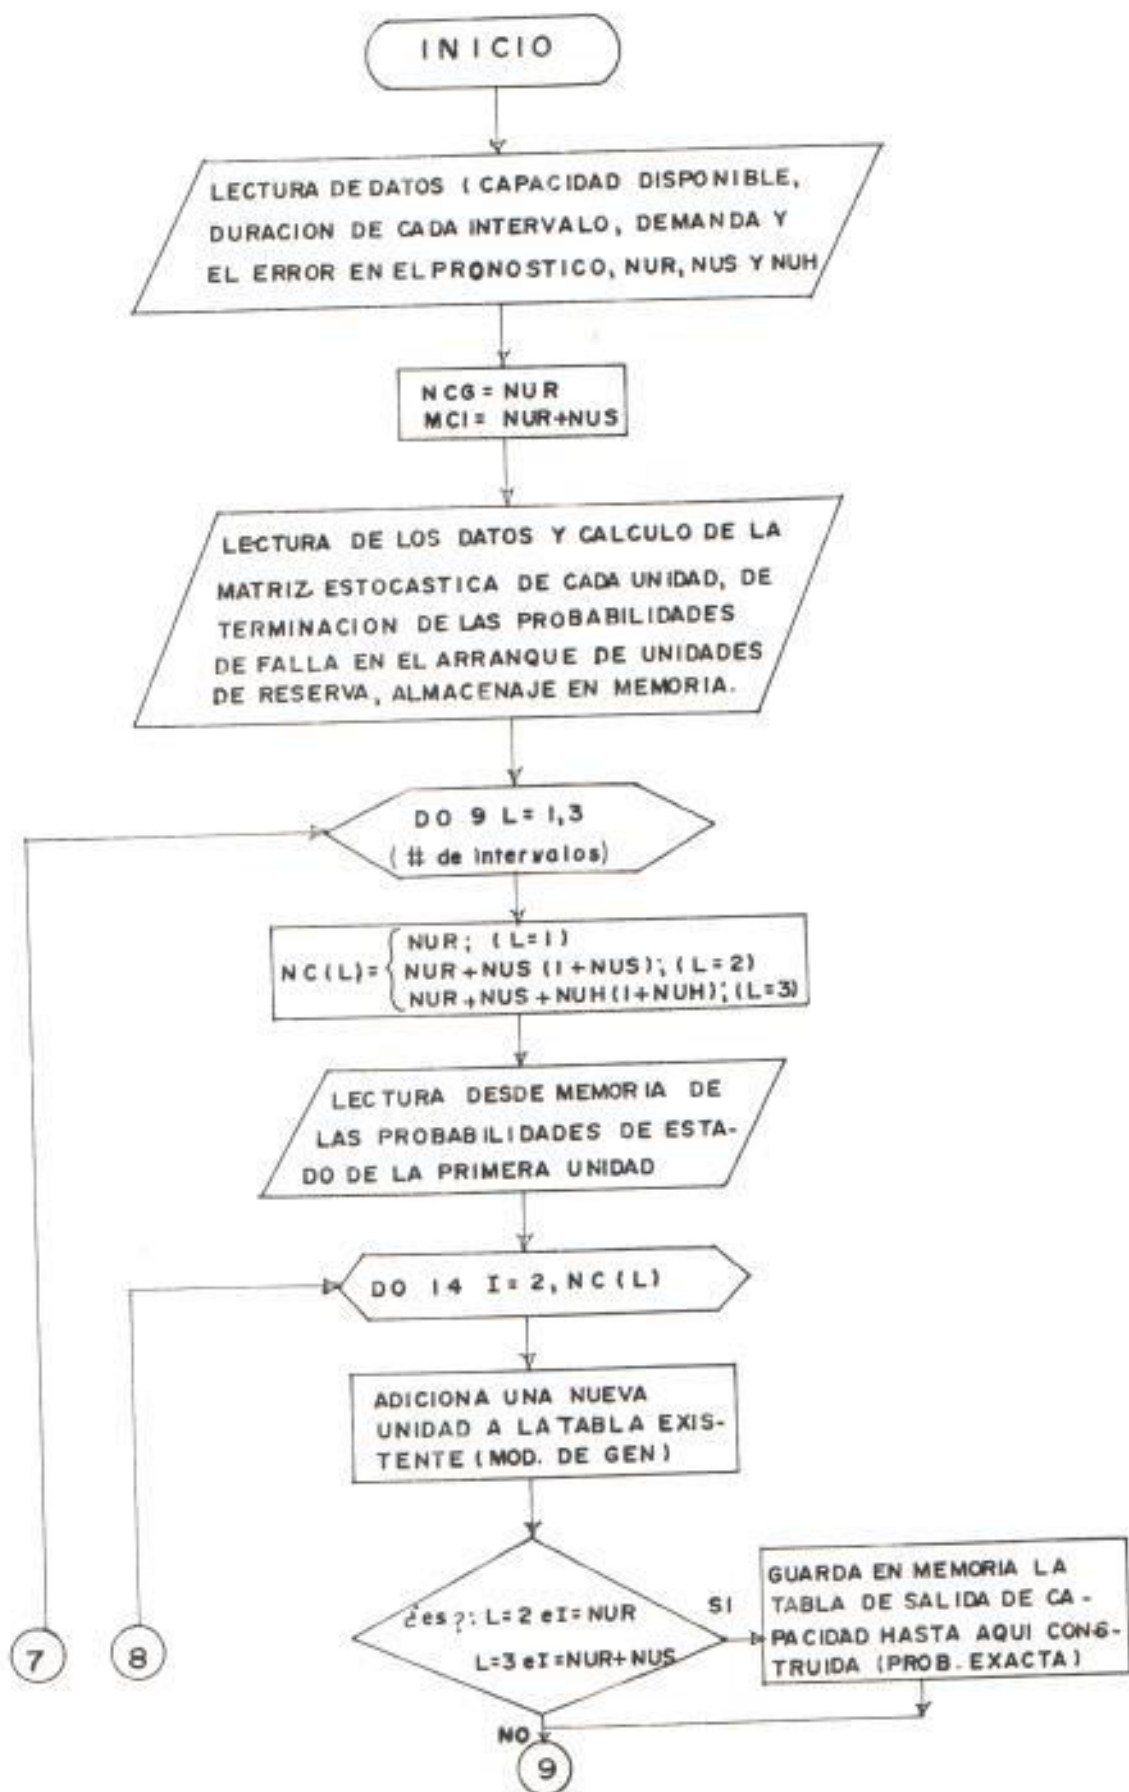 INICIO
LECTURA DE DATOS ( CAPACIDAD DISPONIBLE,
DURACION DE CADA INTERVALO, DEMANDA Y
EL ERROR EN EL PRONOSTICO, NUR, NUS Y NUH
NCG = NUR
MCI = NUR+NUS
LECTURA DE LOS DATOS Y CALCULO DE LA
MATRIZ ESTOCASTICA DE CADA UNIDAD, DE
TERMINACION DE LAS PROBABILIDADES
DE FALLA EN EL ARRANQUE DE UNIDADES
DE RESERVA, ALMACENAJE EN MEMORIA.
DO 9 L= 1,3
( # de intervalos)
NUR; (L=1)
NC(L)= NUR+NUS (1+NUS); (L=2)
NUR+NUS+NUH(1+NUH); (L=3)
LECTURA DESDE MEMORIA DE
LAS PROBABILIDADES DE ESTA-
DO DE LA PRIMERA UNIDAD
DO 14 I= 2, NC(L)
ADICIONA UNA NUEVA
UNIDAD A LA TABLA EXIS-
TENTE (MOD. DE GEN)
¿es?: L=2 e I=NUR
L=3 e I=NUR+NUS
SI
GUARDA EN MEMORIA LA
TABLA DE SALIDA DE CA-
PACIDAD HASTA AQUI CONS-
TRUIDA (PROB. EXACTA)
7
8
NO
9